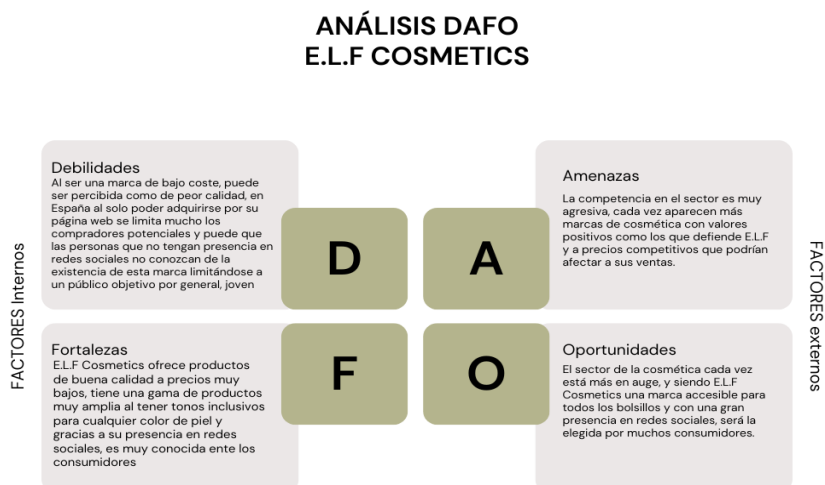 ANÁLISIS DAFO
E.L.F COSMETICS
FACTORES Internos
Debilidades
Al ser una marca de bajo coste, puede
ser percibida como de peor calidad, en
España al solo poder adquirirse por su
página web se limita mucho los
compradores potenciales y puede que
las personas que no tengan presencia en
redes sociales no conozcan de la
existencia de esta marca limitándose a
un público objetivo por general, joven
D
A
Amenazas
La competencia en el sector es muy
agresiva, cada vez aparecen más
marcas de cosmética con valores
positivos como los que defiende E.L.F
y a precios competitivos que podrían
afectar a sus ventas.
FACTORES externos
Fortalezas
E.L.F Cosmetics ofrece productos
de buena calidad a precios muy
bajos, tiene una gama de productos
muy amplia al tener tonos inclusivos
para cualquier color de piel y
gracias a su presencia en redes
sociales, es muy conocida ente los
consumidores
F
O
Oportunidades
El sector de la cosmética cada vez
está más en auge, y siendo E.L.F
Cosmetics una marca accesible para
todos los bolsillos y con una gran
presencia en redes sociales, será la
elegida por muchos consumidores.